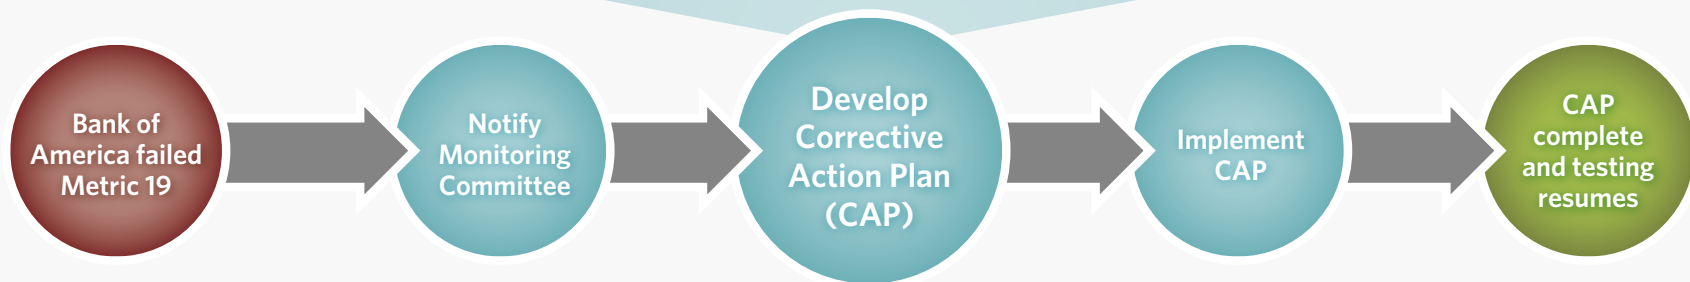 Bank of
America failed
Metric 19
Notify
Monitoring
Committee
Develop
Corrective
Action Plan
(CAP)
Implement
CAP
CAP
complete
and testing
resumes